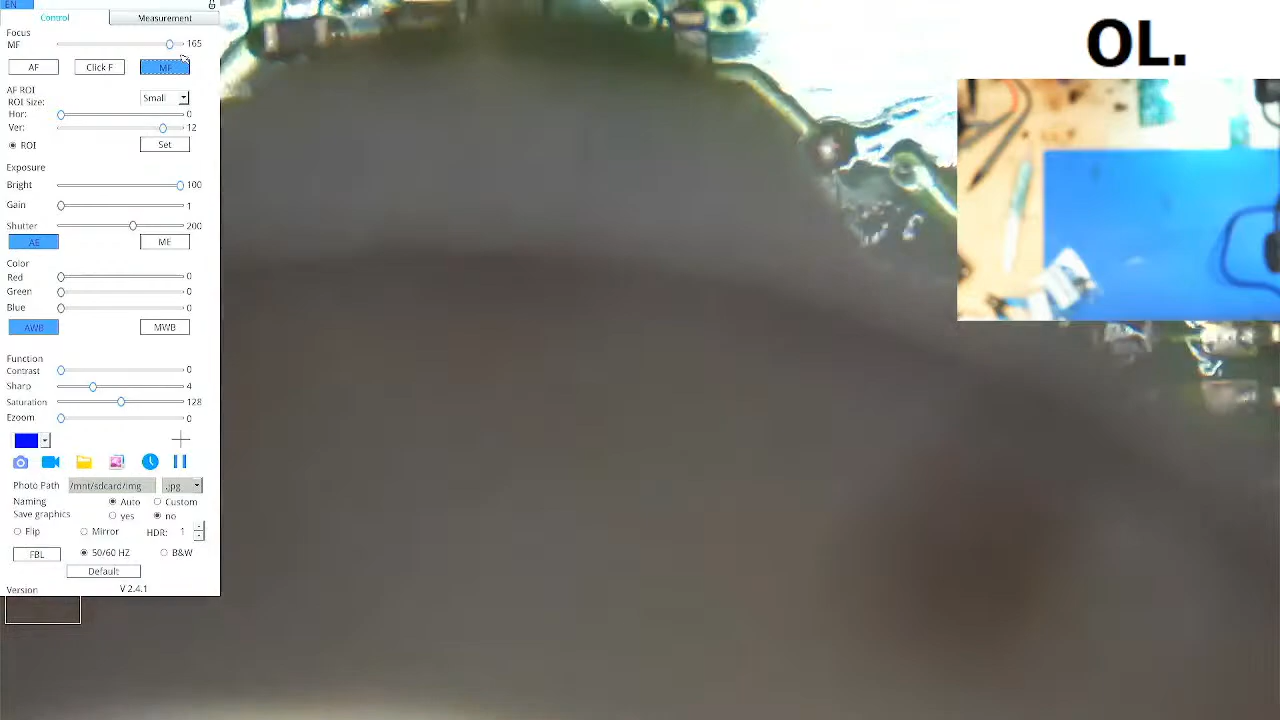 EN
Control Measurement
Focus
MF 165
AF Click F MF
AF ROI
ROI Size: Small
Hor: 0
Ver: 12
ROI Set
Exposure
Bright 100
Gain 1
Shutter 200
AE ME
Color
Red 0
Green 0
Blue 0
AWB MWB
Function
Contrast 0
Sharp 4
Saturation 128
Ezoom 0
Photo Path /mnt/sdcard/img .jpg
Naming Auto Custom
Save graphics yes no
Flip Mirror HDR: 1
FBL 50/60 HZ B&W
Default
Version V 2.4.1
OL.